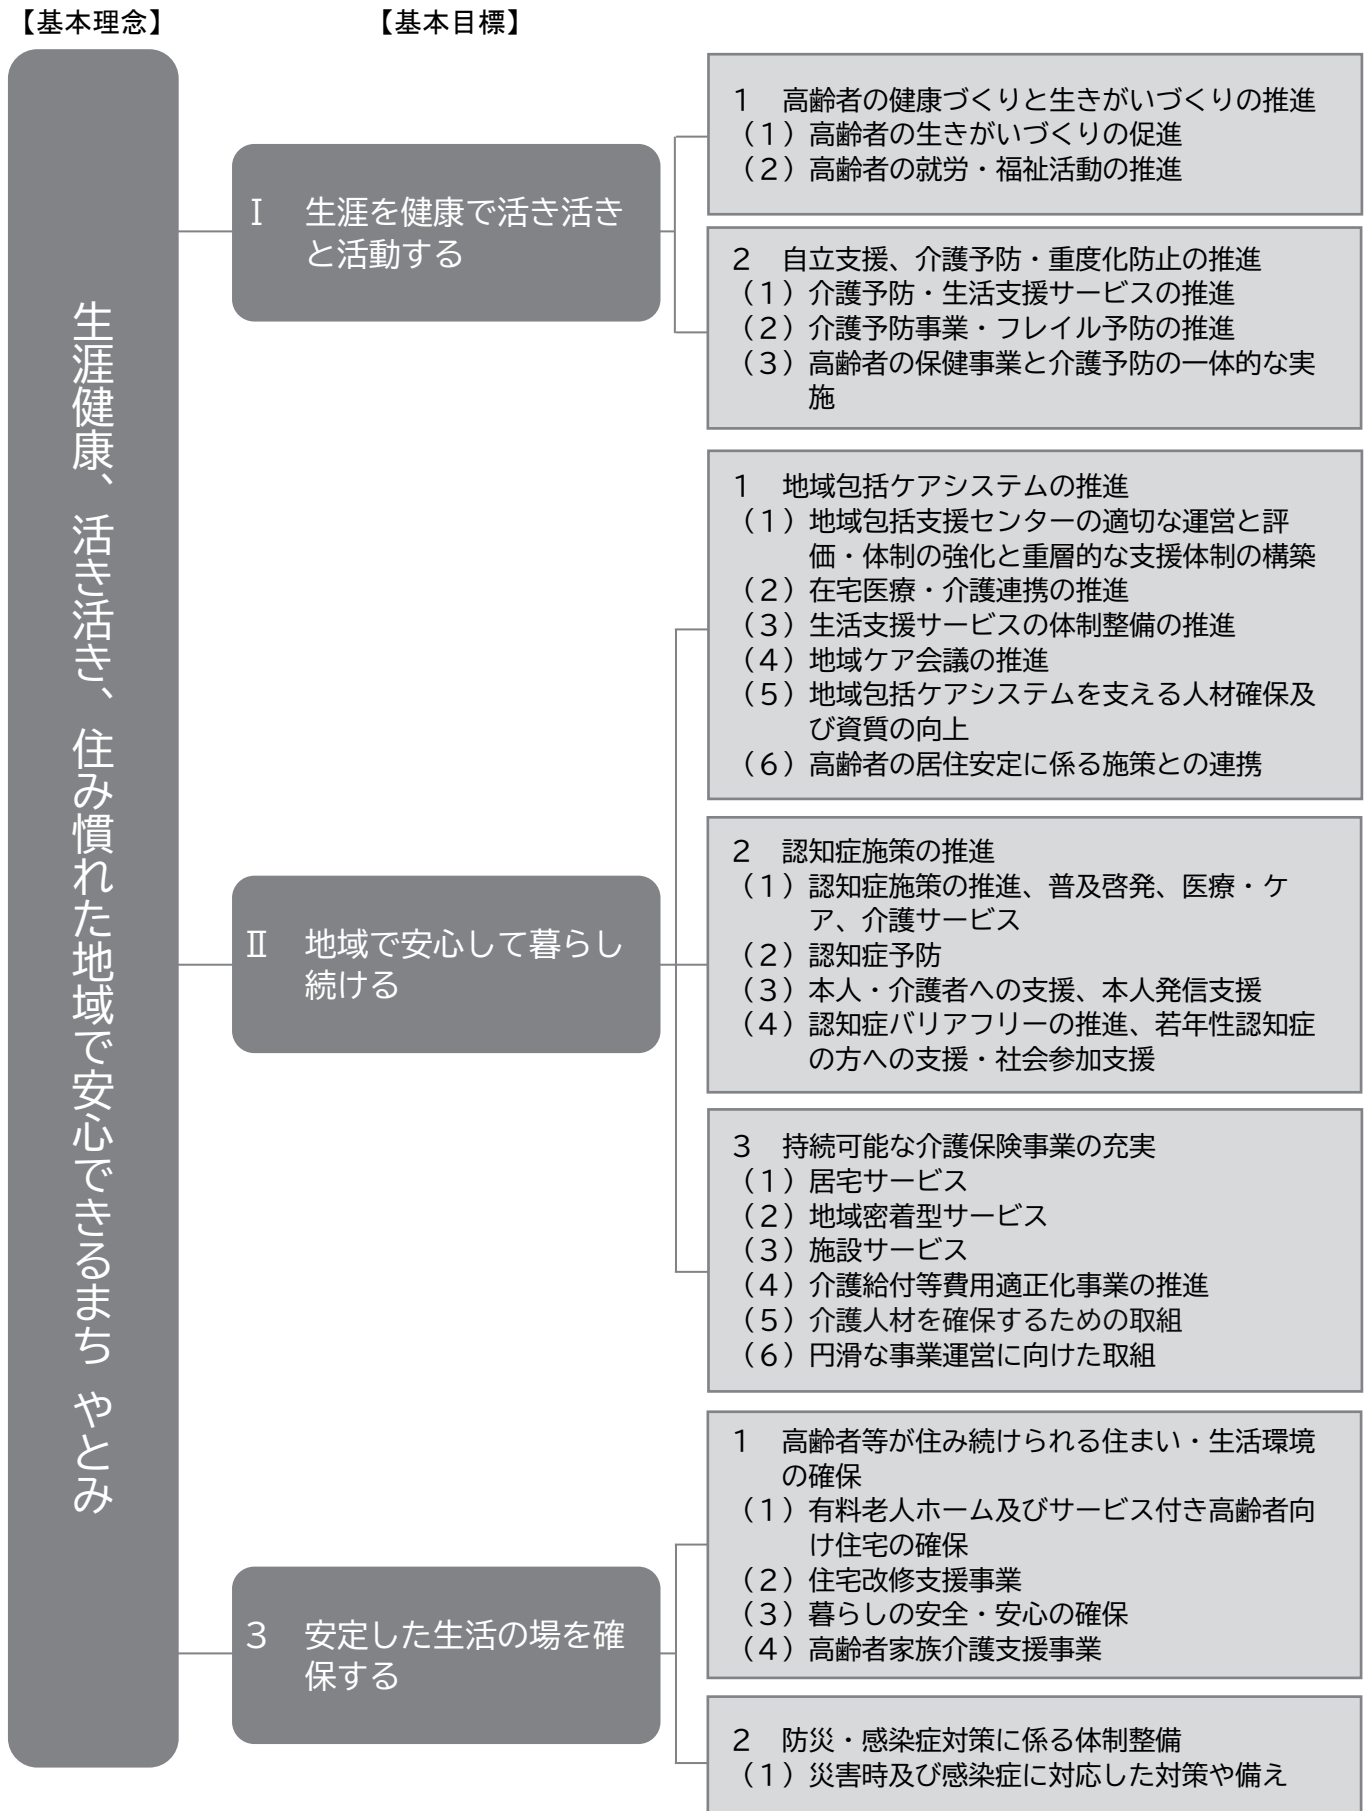 【基本理念】
【基本目標】
生涯健康、活き活き、住み慣れた地域で安心できるまち やとみ
Ⅰ 生涯を健康で活き活き
と活動する
1 高齢者の健康づくりと生きがいづくりの推進
(1)高齢者の生きがいづくりの促進
(2)高齢者の就労・福祉活動の推進
2 自立支援、介護予防・重度化防止の推進
(1)介護予防・生活支援サービスの推進
(2)介護予防事業・フレイル予防の推進
(3)高齢者の保健事業と介護予防の一体的な実
施
Ⅱ 地域で安心して暮らし
続ける
1 地域包括ケアシステムの推進
(1)地域包括支援センターの適切な運営と評
価・体制の強化と重層的な支援体制の構築
(2)在宅医療・介護連携の推進
(3)生活支援サービスの体制整備の推進
(4)地域ケア会議の推進
(5)地域包括ケアシステムを支える人材確保及
び資質の向上
(6)高齢者の居住安定に係る施策との連携
2 認知症施策の推進
(1)認知症施策の推進、普及啓発、医療・ケ
ア、介護サービス
(2)認知症予防
(3)本人・介護者への支援、本人発信支援
(4)認知症バリアフリーの推進、若年性認知症
の方への支援・社会参加支援
3 持続可能な介護保険事業の充実
(1)居宅サービス
(2)地域密着型サービス
(3)施設サービス
(4)介護給付等費用適正化事業の推進
(5)介護人材を確保するための取組
(6)円滑な事業運営に向けた取組
3 安定した生活の場を確
保する
1 高齢者等が住み続けられる住まい・生活環境
の確保
(1)有料老人ホーム及びサービス付き高齢者向
け住宅の確保
(2)住宅改修支援事業
(3)暮らしの安全・安心の確保
(4)高齢者家族介護支援事業
2 防災・感染症対策に係る体制整備
(1)災害時及び感染症に対応した対策や備え